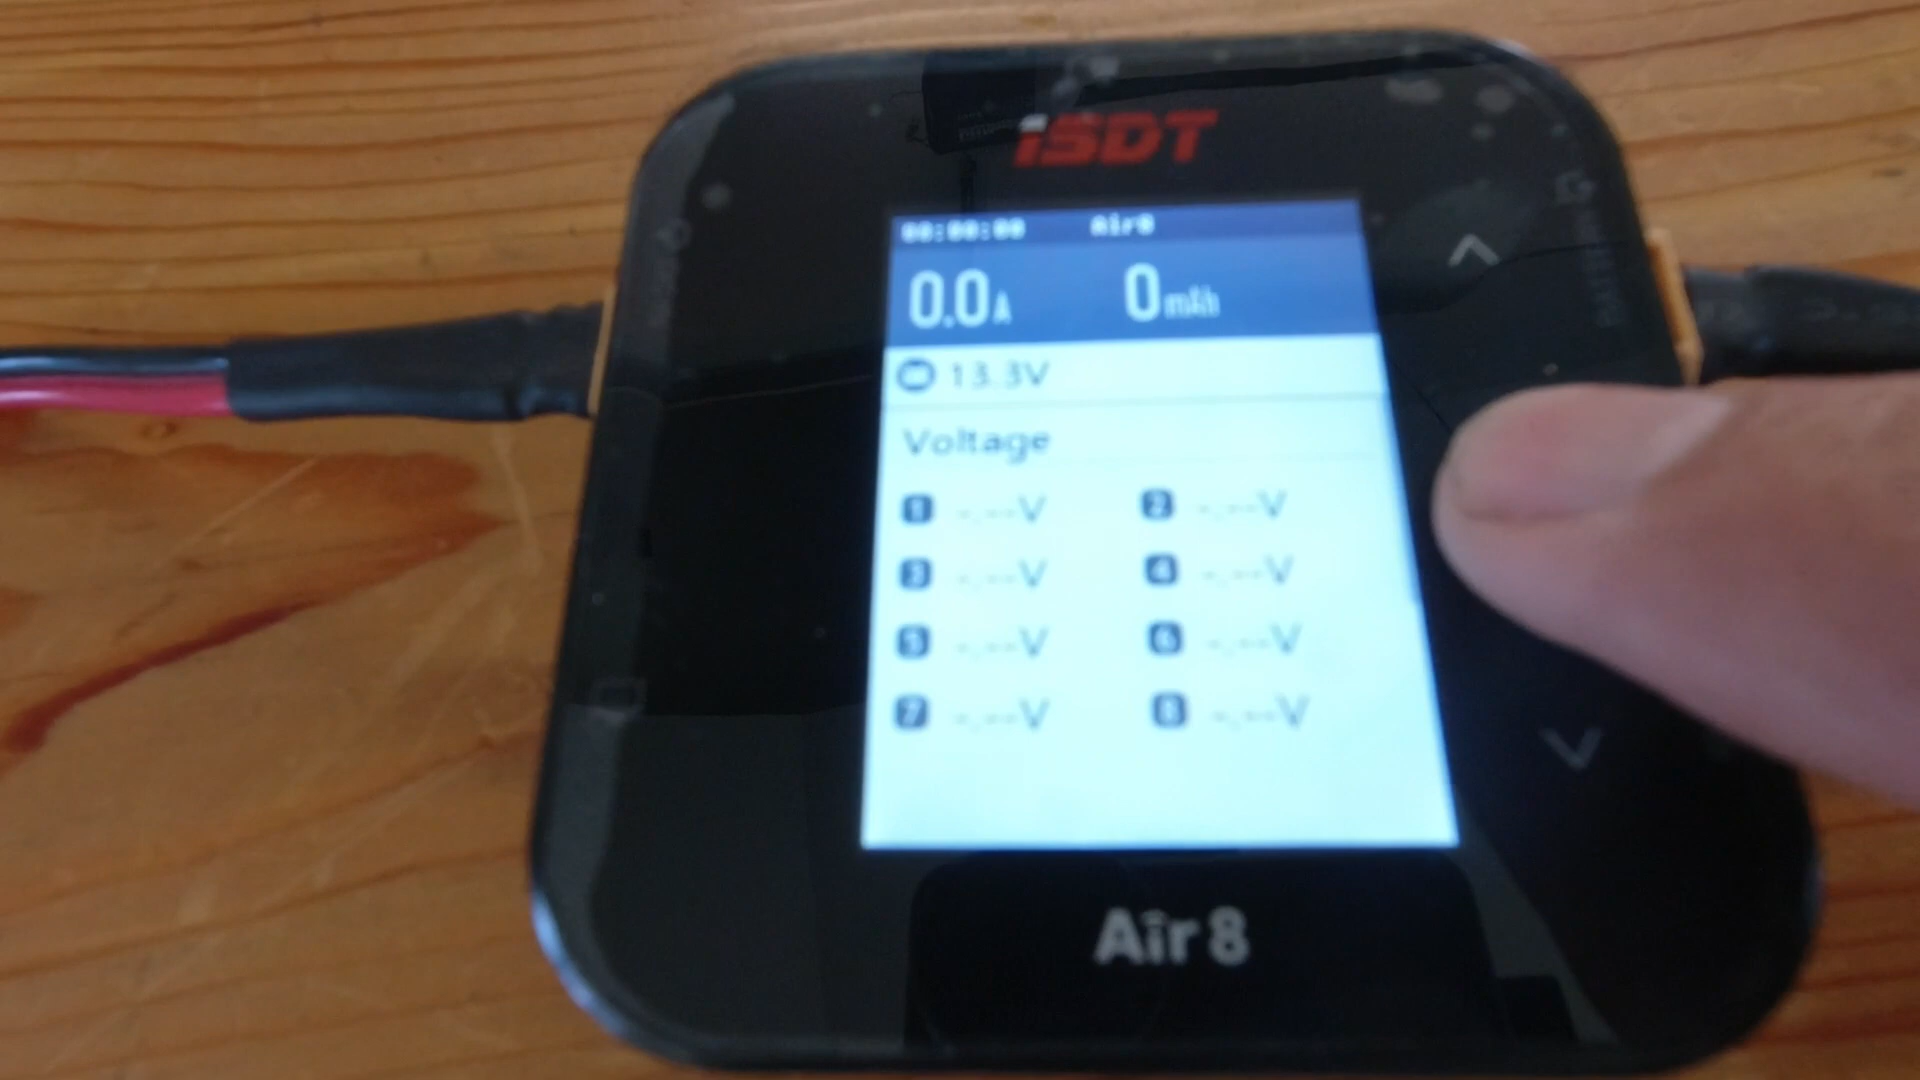 iSDT
00:00:00 Air8
0.0A 0mAh
13.3V
Voltage
1 -.--V 2 -.--V
3 -.--V 4 -.--V
5 -.--V 6 -.--V
7 -.--V 8 -.--V
Air 8